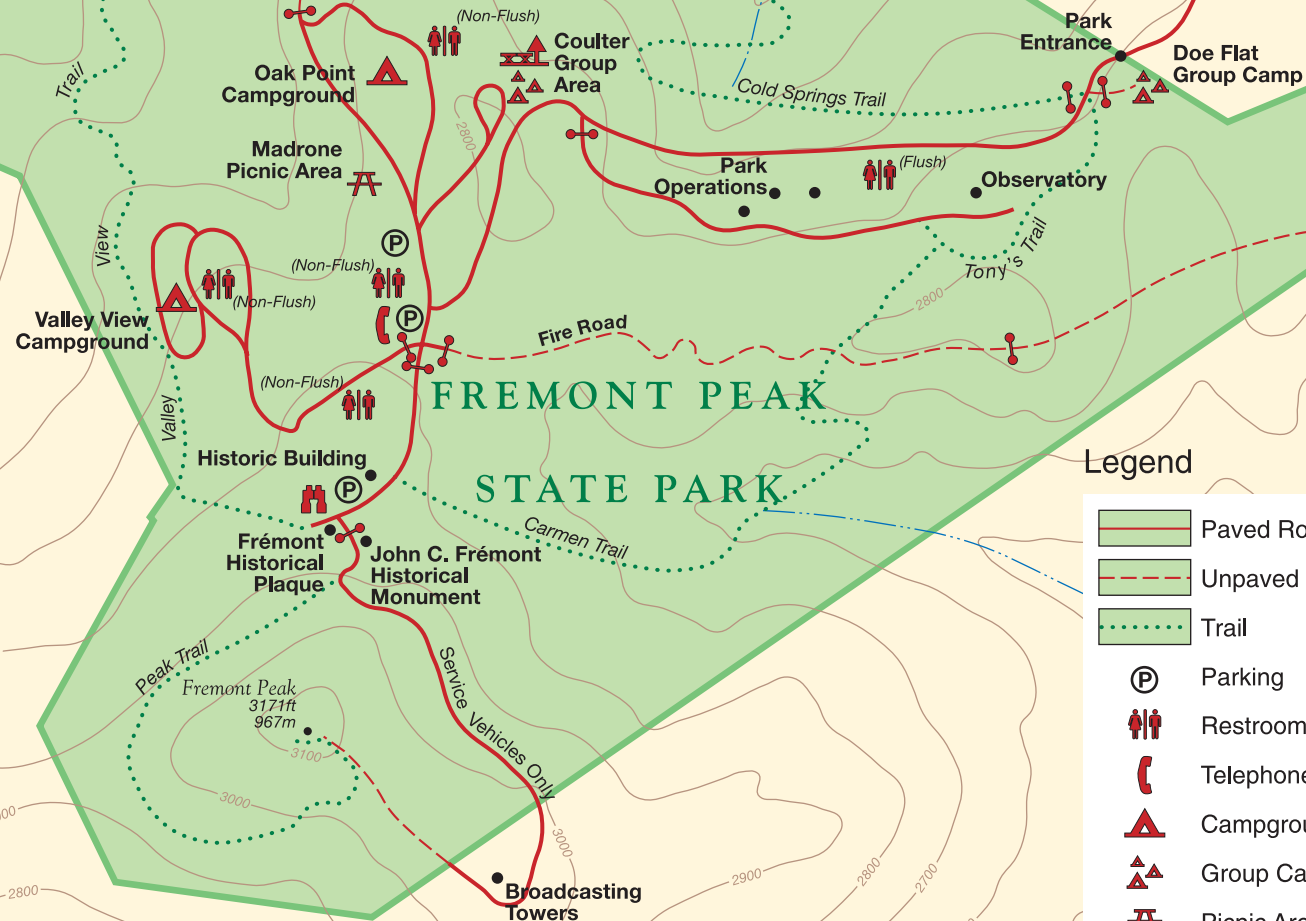 (Non-Flush)
Coulter
Group
Area
Park
Entrance
Doe Flat
Group Camp
Oak Point
Campground
Trail
Cold Springs Trail
2800
Madrone
Picnic Area
Park
Operations
(Flush)
Observatory
View
P
(Non-Flush)
Tony's Trail
(Non-Flush)
2800
Valley View
Campground
P
Fire Road
(Non-Flush)
FREMONT PEAK
Valley
Historic Building
P
STATE PARK
Legend
Carmen Trail
Paved Ro
Frémont
Historical
Plaque
John C. Frémont
Historical
Monument
Unpaved
Trail
Peak Trail
Service Vehicles Only
P
Parking
Fremont Peak
3171ft
967m
Restroom
3100
Telephone
3000
3000
Campgrou
2900
2800
2700
Group Ca
2800
Broadcasting
Towers
Picnic Are